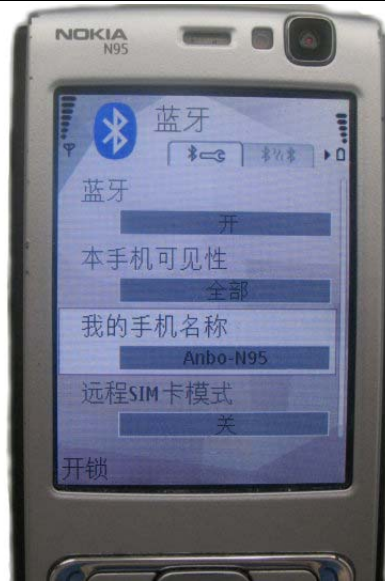 NOKIA
N95
蓝牙
蓝牙
开
本手机可见性
全部
我的手机名称
Anbo-N95
远程SIM卡模式
关
开锁